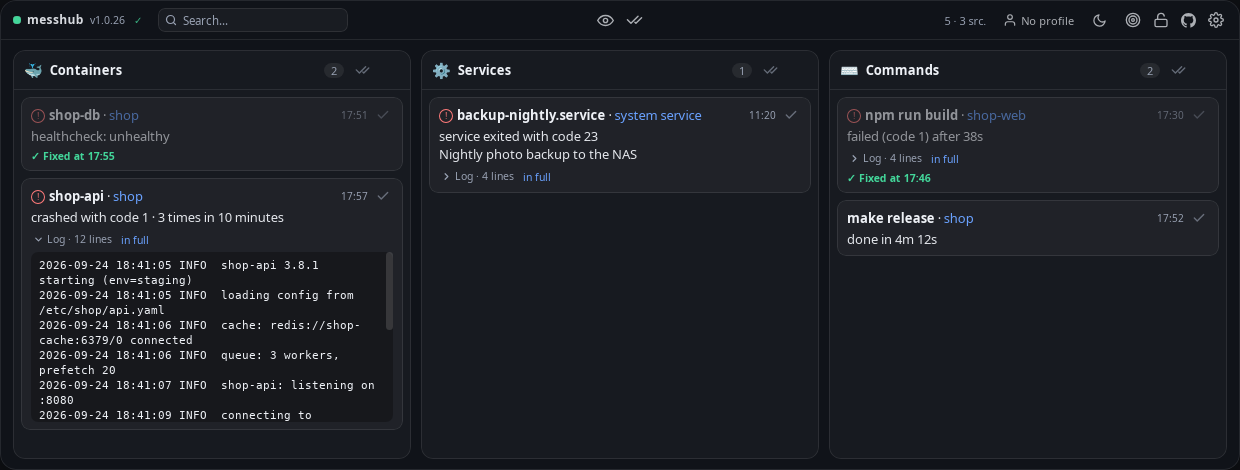 messhub v1.0.26 ✓ Search... 5 · 3 src. No profile
Containers 2
shop-db · shop 17:51
healthcheck: unhealthy
✓ Fixed at 17:55
shop-api · shop 17:57
crashed with code 1 · 3 times in 10 minutes
Log · 12 lines in full
2026-09-24 18:41:05 INFO  shop-api 3.8.1
starting (env=staging)
2026-09-24 18:41:05 INFO  loading config from
/etc/shop/api.yaml
2026-09-24 18:41:06 INFO  cache: redis://shop-
cache:6379/0 connected
2026-09-24 18:41:06 INFO  queue: 3 workers,
prefetch 20
2026-09-24 18:41:07 INFO  shop-api: listening on
:8080
2026-09-24 18:41:09 INFO  connecting to
Services 1
backup-nightly.service · system service 11:20
service exited with code 23
Nightly photo backup to the NAS
Log · 4 lines in full
Commands 2
npm run build · shop-web 17:30
failed (code 1) after 38s
Log · 4 lines in full
✓ Fixed at 17:46
make release · shop 17:52
done in 4m 12s